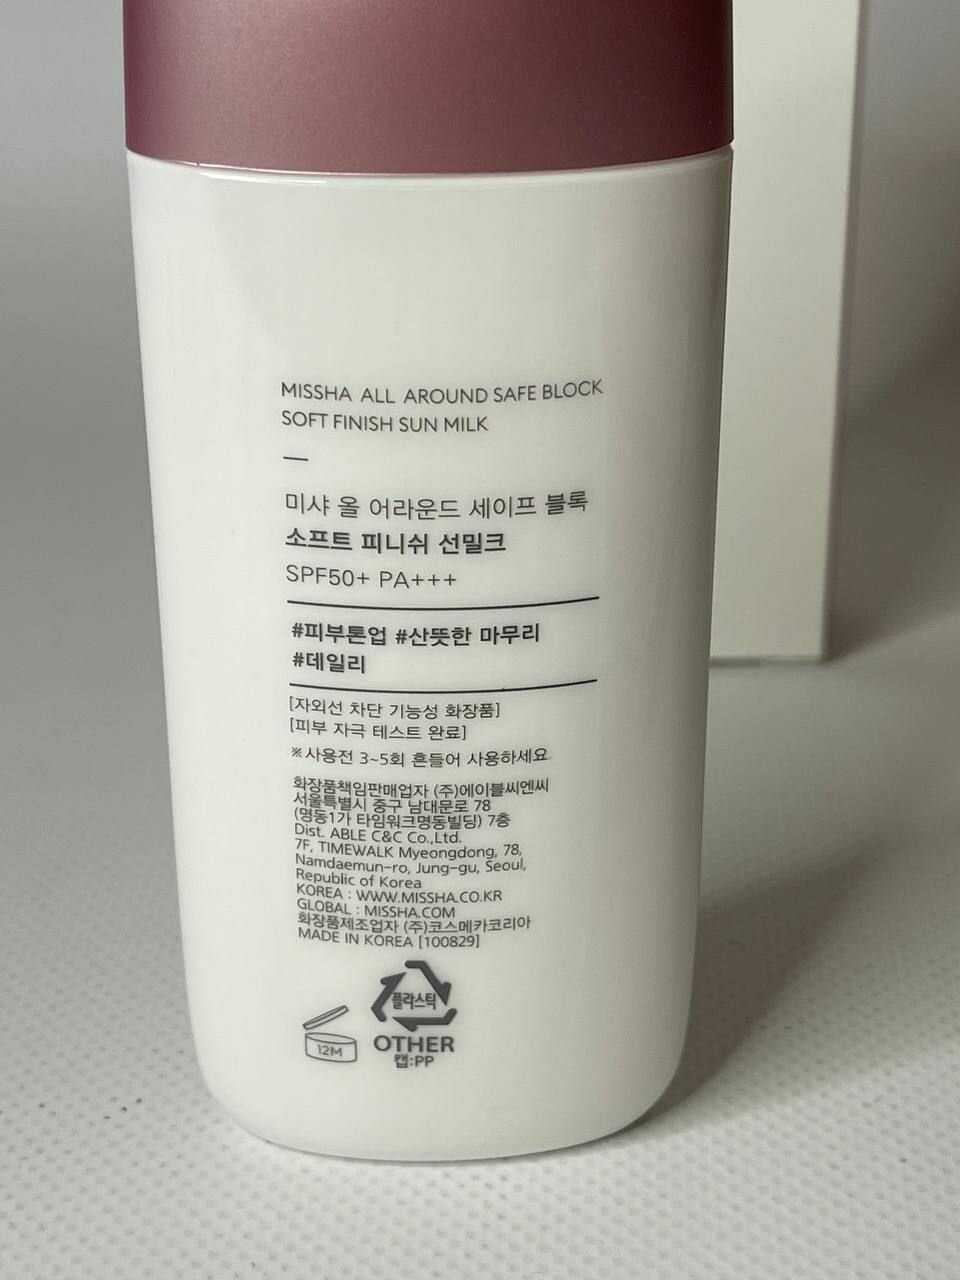 MISSHA ALL AROUND SAFE BLOCK
SOFT FINISH SUN MILK
미샤 올 어라운드 세이프 블록
소프트 피니쉬 선밀크
SPF50+ PA+++
#피부톤업 #산뜻한 마무리
#데일리
[자외선 차단 기능성 화장품]
[피부 자극 테스트 완료]
※사용전 3~5회 흔들어 사용하세요.
화장품책임판매업자 (주)에이블씨엔씨
서울특별시 중구 남대문로 78
(명동1가 타임워크명동빌딩) 7층
Dist. ABLE C&C Co.,Ltd.
7F, TIMEWALK Myeongdong, 78,
Namdaemun-ro, Jung-gu, Seoul,
Republic of Korea
KOREA : WWW.MISSHA.CO.KR
GLOBAL : MISSHA.COM
화장품제조업자 (주)코스메카코리아
MADE IN KOREA [100829]
플라스틱
12M
OTHER
캡:PP